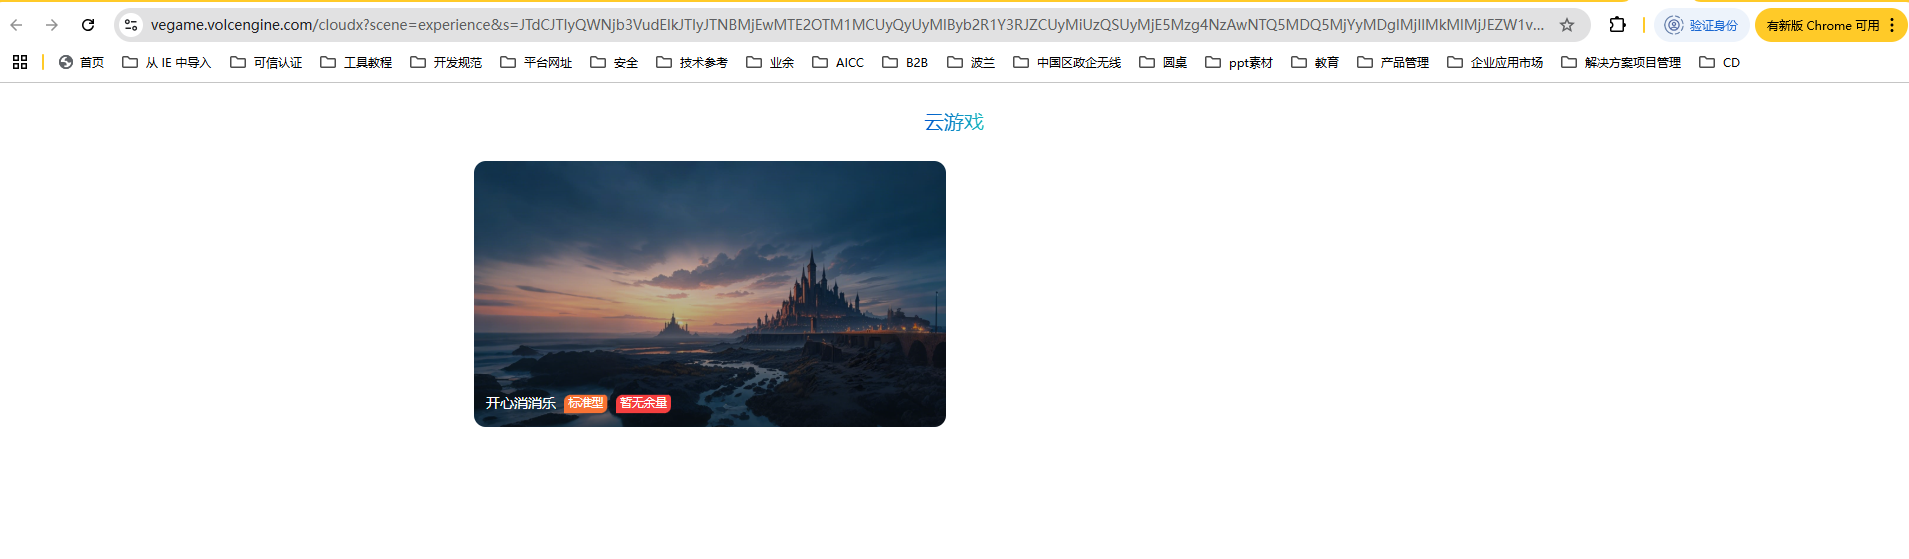 vegame.volcengine.com/cloudx?scene=experience&s=JTdCJTIyQWNjb3VudElkJTIyJTNBMjEwMTE2OTM1MCUyQyUyMlByb2R1Y3RJZCUyMiUzQSUyMjE5Mzg4NzAwNTQ5MDQ5MjYyMDglMjIlMkMlMjJEZW1v...
验证身份
有新版 Chrome 可用
首页 从 IE 中导入 可信认证 工具教程 开发规范 平台网址 安全 技术参考 业余 AICC B2B 波兰 中国区政企无线 圆桌 ppt素材 教育 产品管理 企业应用市场 解决方案项目管理 CD
云游戏
开心消消乐 标准型 暂无余量